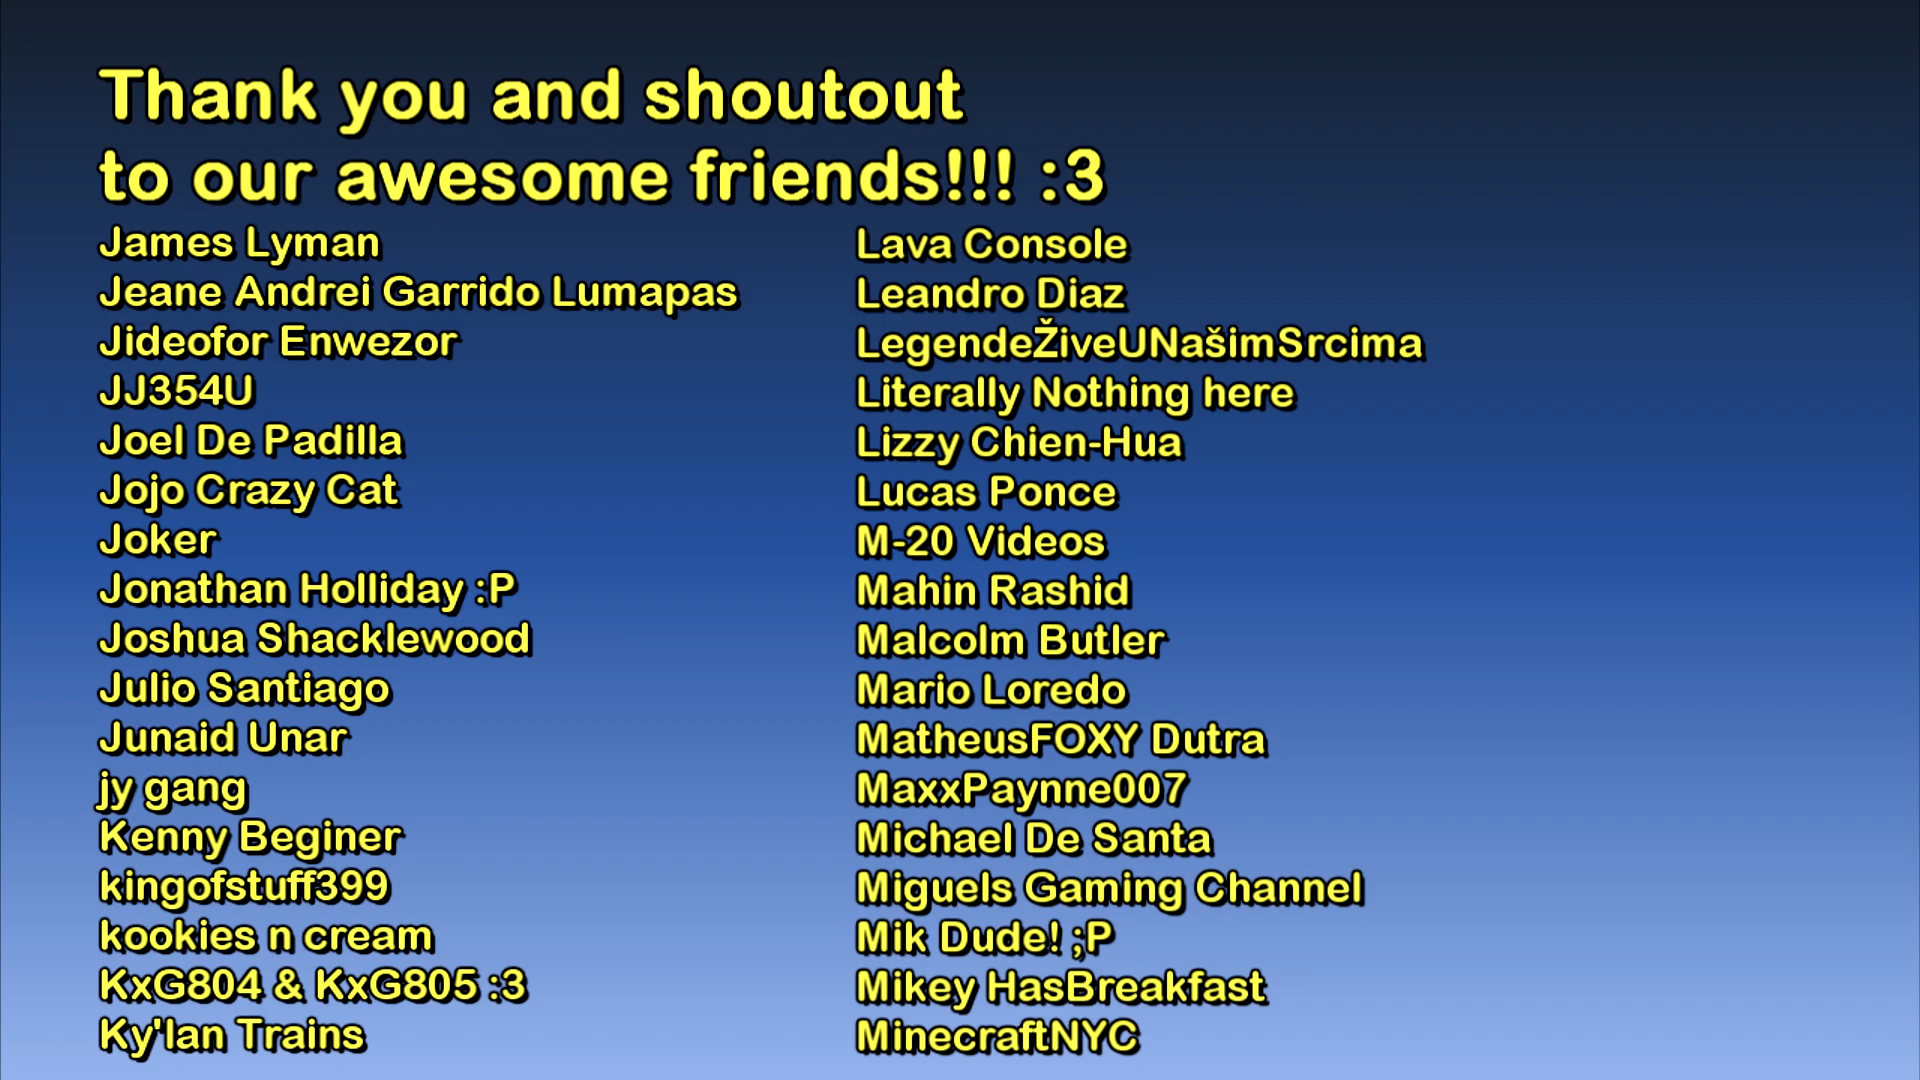 Thank you and shoutout
to our awesome friends!!! :3
James Lyman
Jeane Andrei Garrido Lumapas
Jideofor Enwezor
JJ354U
Joel De Padilla
Jojo Crazy Cat
Joker
Jonathan Holliday :P
Joshua Shacklewood
Julio Santiago
Junaid Unar
jy gang
Kenny Beginer
kingofstuff399
kookies n cream
KxG804 & KxG805 :3
Ky'lan Trains
Lava Console
Leandro Diaz
LegendeŽiveUNašimSrcima
Literally Nothing here
Lizzy Chien-Hua
Lucas Ponce
M-20 Videos
Mahin Rashid
Malcolm Butler
Mario Loredo
MatheusFOXY Dutra
MaxxPaynne007
Michael De Santa
Miguels Gaming Channel
Mik Dude! ;P
Mikey HasBreakfast
MinecraftNYC